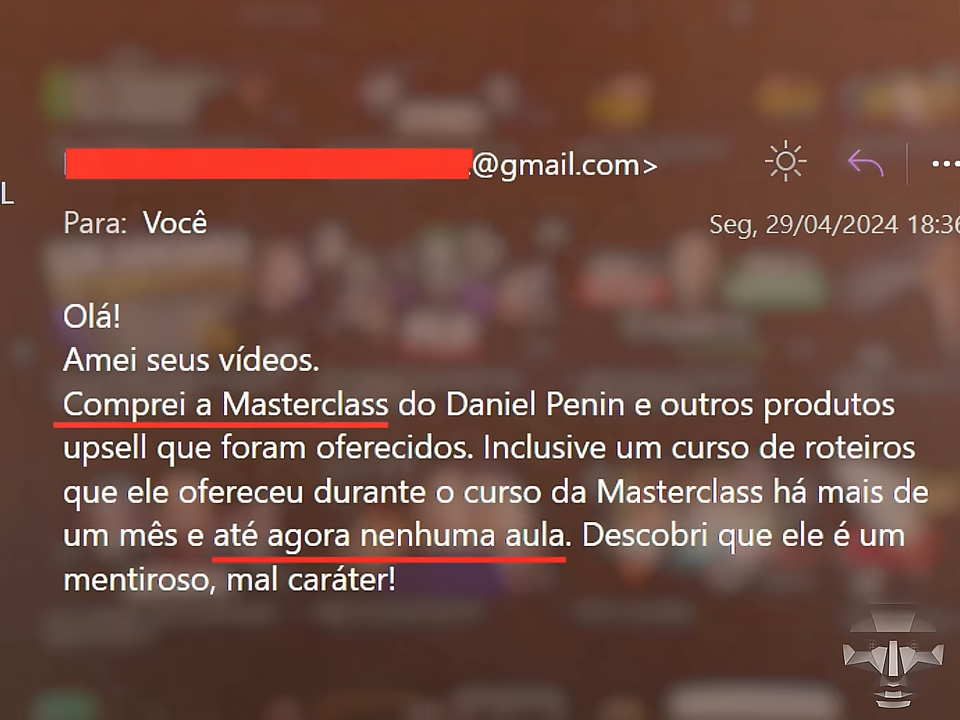 @gmail.com>
L
Para: Você
Seg, 29/04/2024 18:36
Olá!
Amei seus vídeos.
Comprei a Masterclass do Daniel Penin e outros produtos
upsell que foram oferecidos. Inclusive um curso de roteiros
que ele ofereceu durante o curso da Masterclass há mais de
um mês e até agora nenhuma aula. Descobri que ele é um
mentiroso, mal caráter!